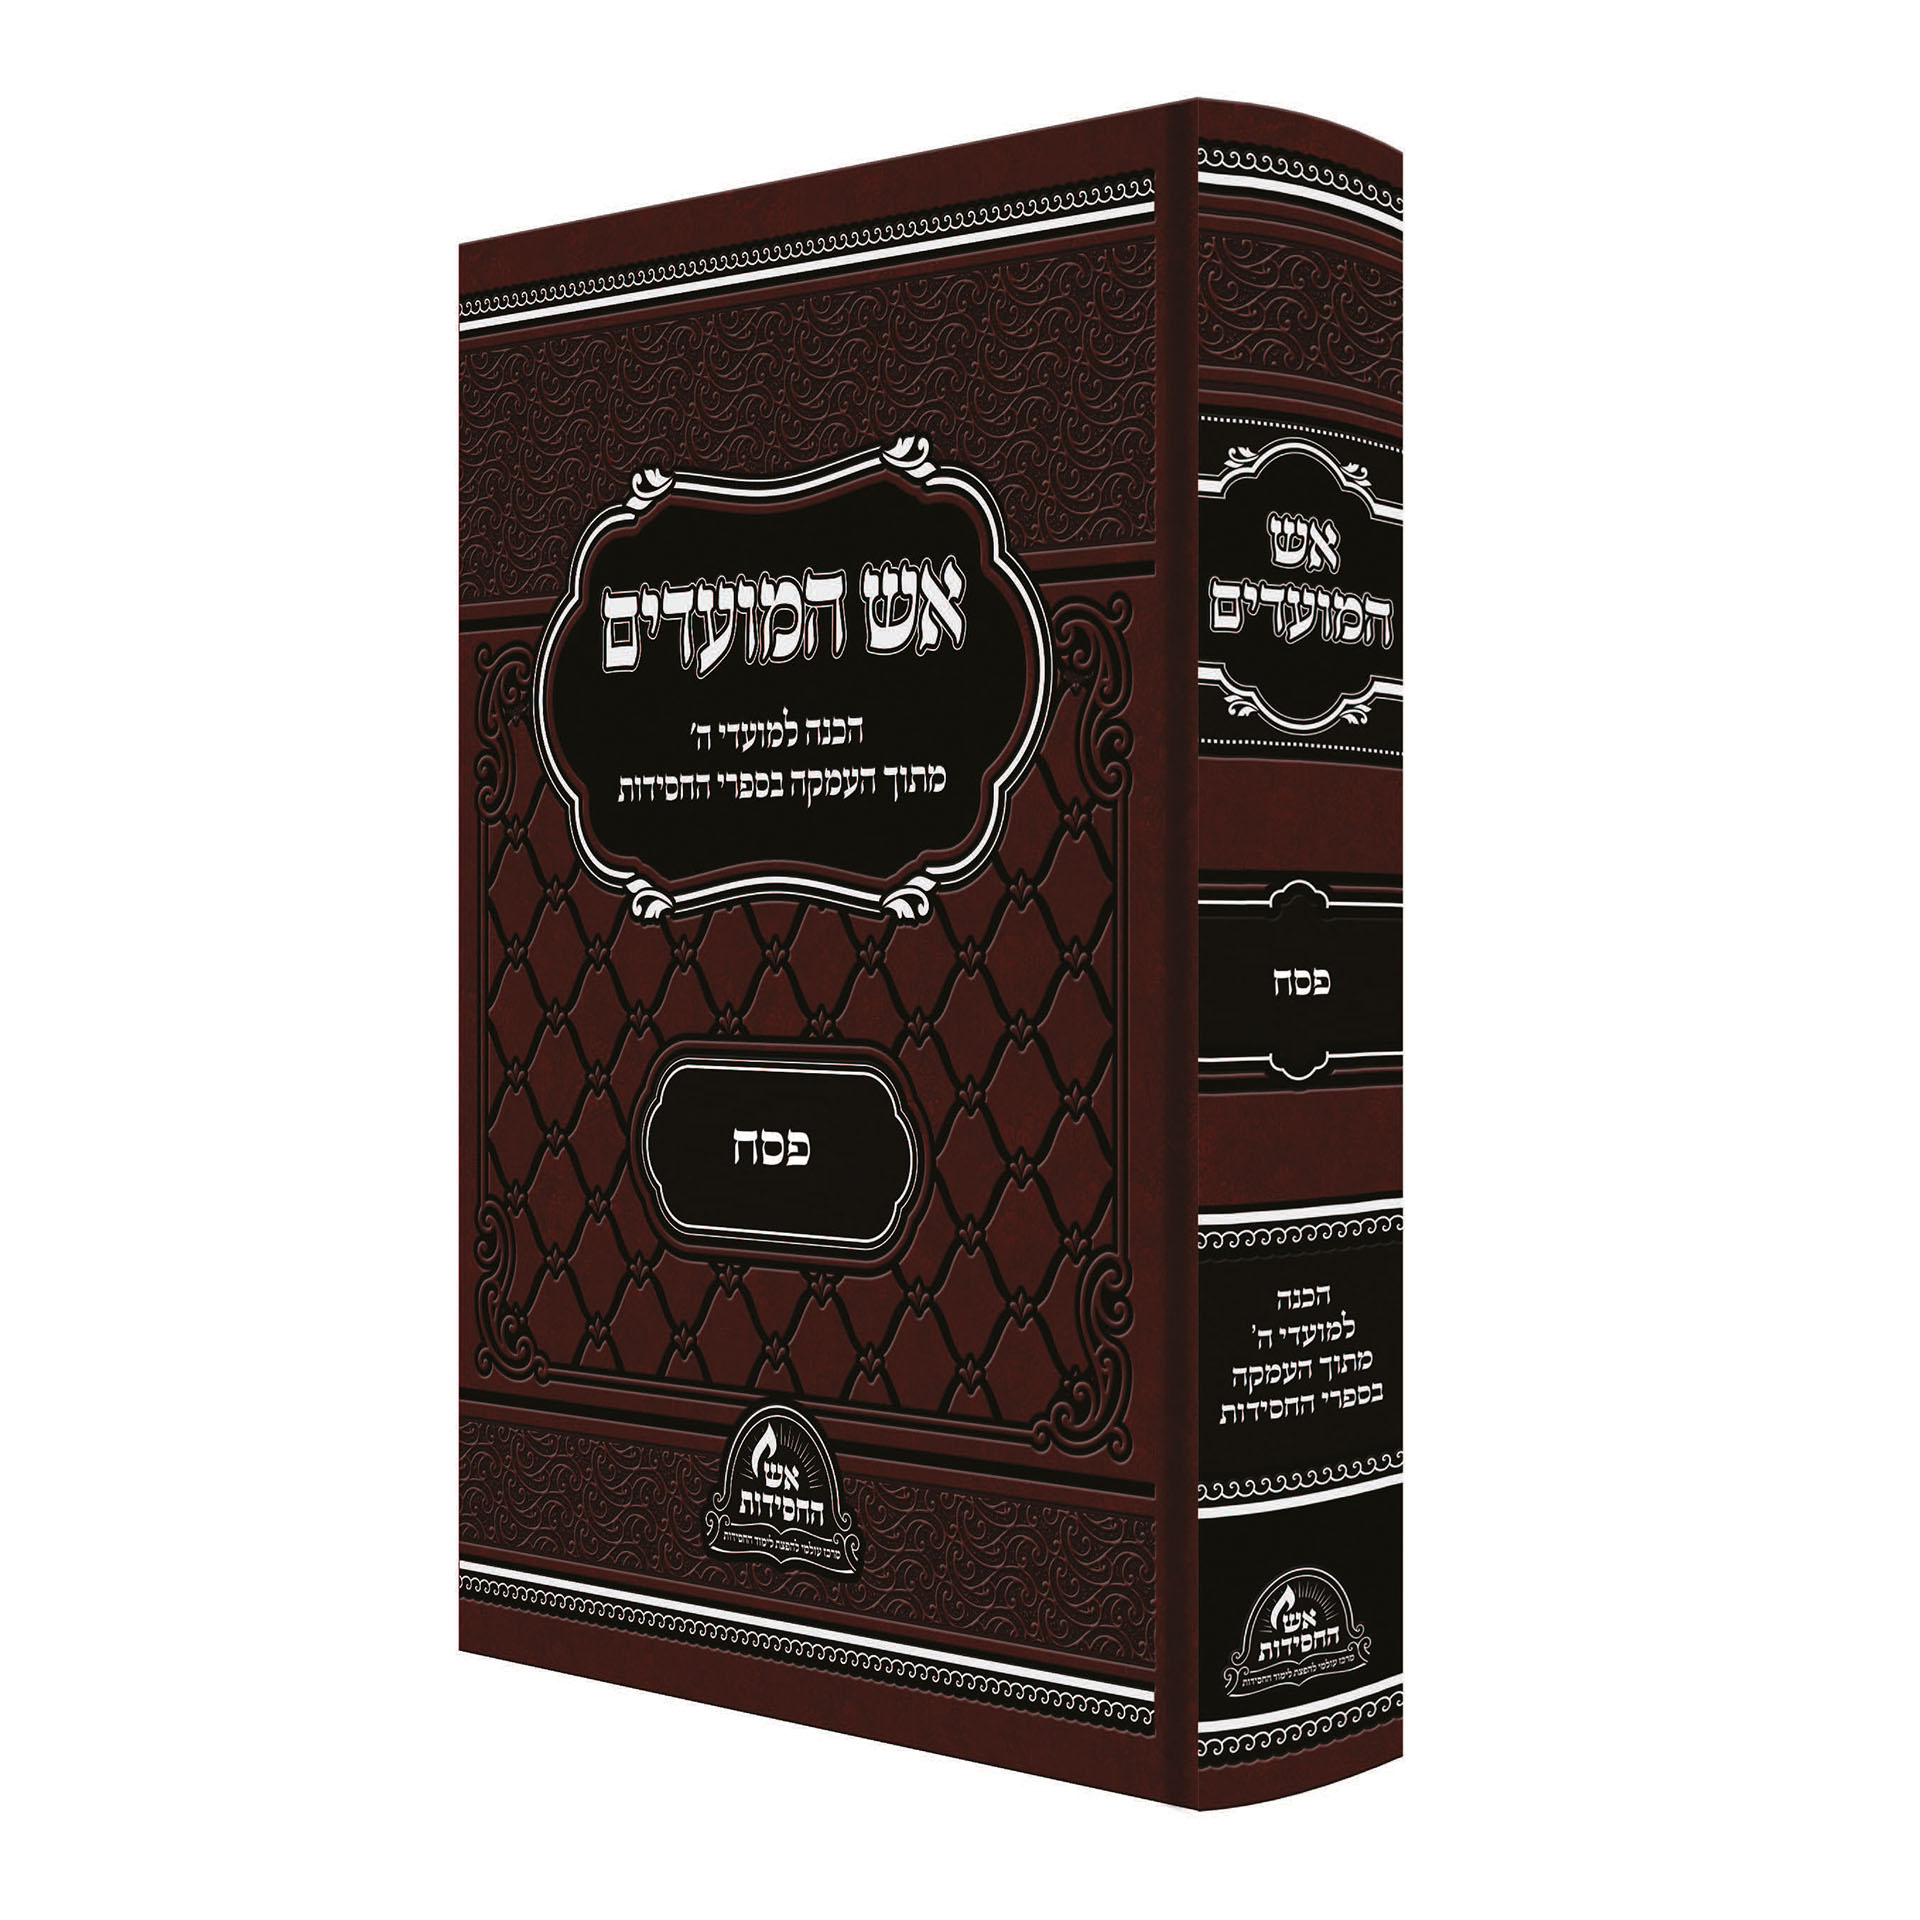 אש המועדים
הכנה למועדי ה'
מתוך העמקה בספרי החסידות
פסח
אש
החסידות
מרכז עולמי להפצת לימוד החסידות
אש
המועדים
פסח
הכנה
למועדי ה'
מתוך העמקה
בספרי החסידות
אש
החסידות
מרכז עולמי להפצת לימוד החסידות